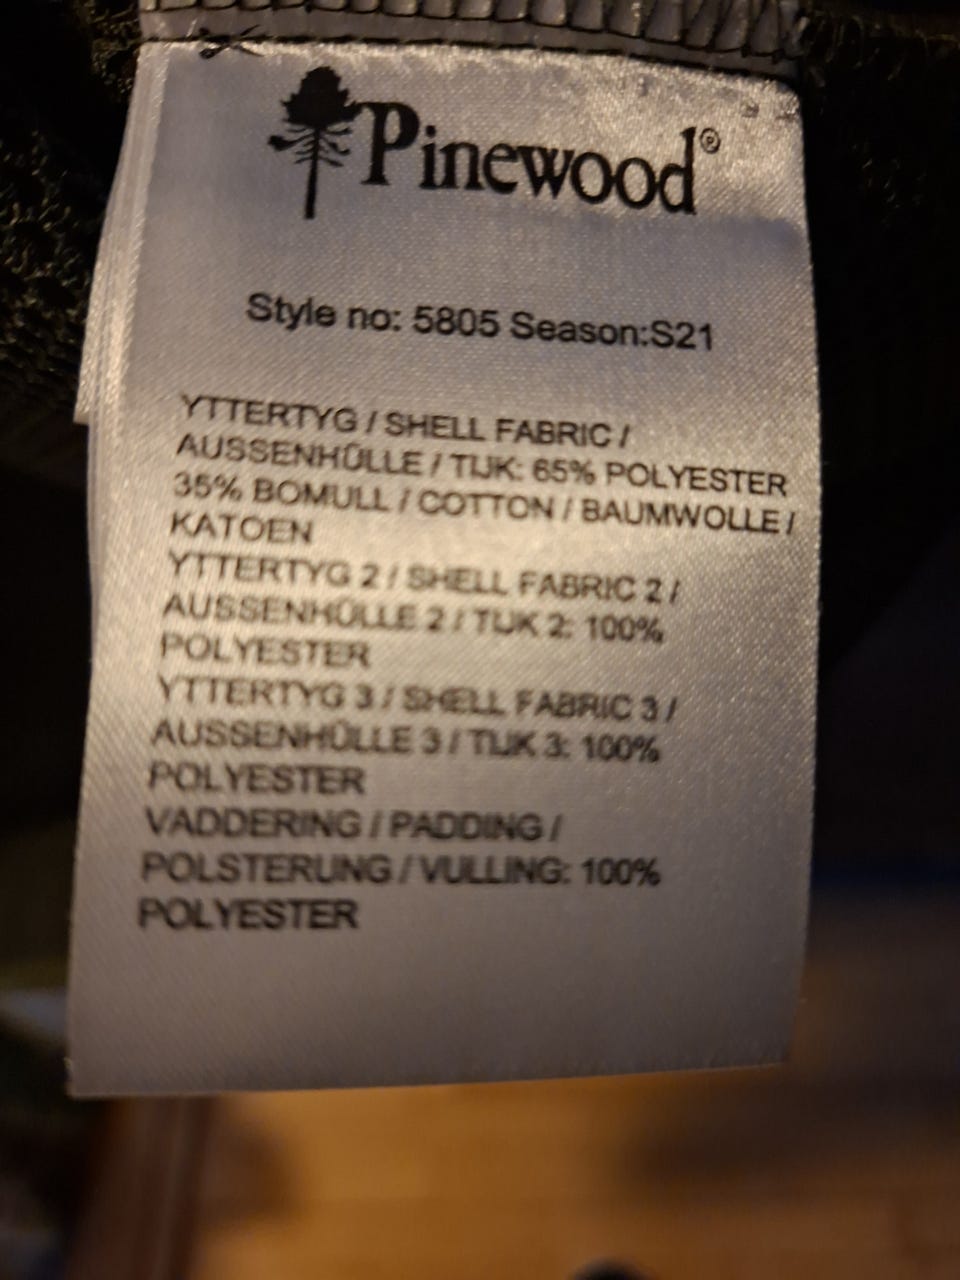 Pinewood®
Style no: 5805 Season:S21
YTTERTYG / SHELL FABRIC /
AUSSENHÜLLE / TIJK: 65% POLYESTER
35% BOMULL / COTTON / BAUMWOLLE /
KATOEN
YTTERTYG 2 / SHELL FABRIC 2 /
AUSSENHÜLLE 2 / TIJK 2: 100%
POLYESTER
YTTERTYG 3 / SHELL FABRIC 3 /
AUSSENHÜLLE 3 / TIJK 3: 100%
POLYESTER
VADDERING / PADDING /
POLSTERUNG / VULLING: 100%
POLYESTER